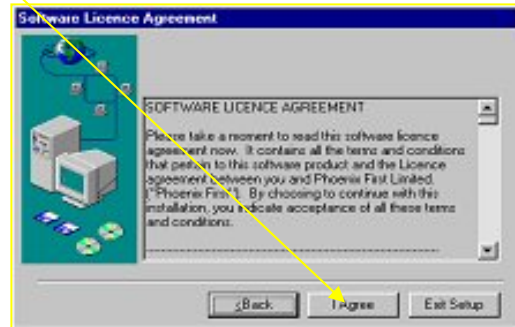 Software Licence Agreement
SOFTWARE LICENCE AGREEMENT
Please take a moment to read this software licence
agreement now. It contains all the terms and conditions
that pertain to this software product and the Licence
agreement between you and Phoenix First Limited.
("Phoenix First"). By choosing to continue with this
installation, you indicate acceptance of all these terms
and conditions.
<Back
I Agree
Exit Setup